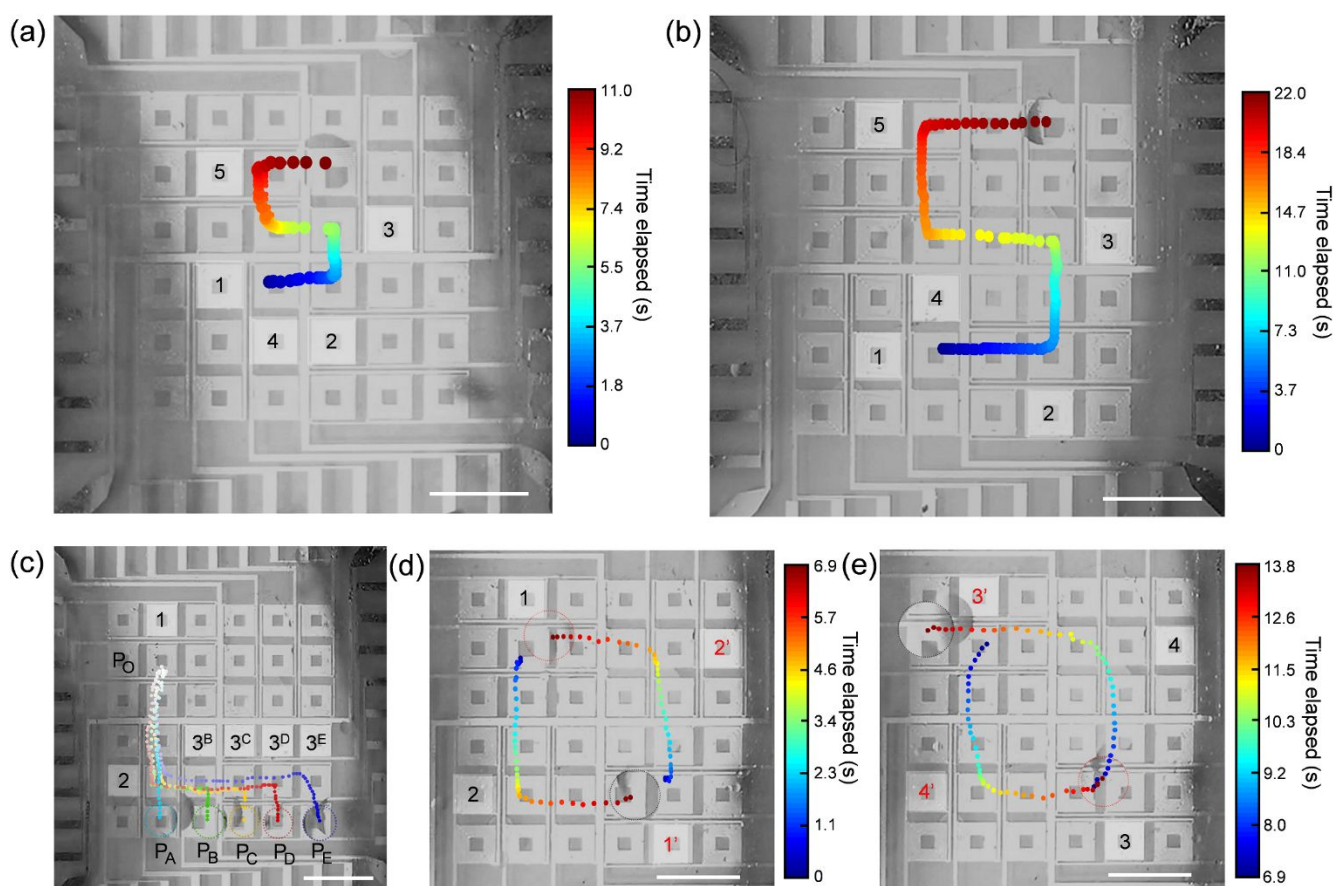 (a)
5
3
1
4
2
11.0
9.2
7.4
5.5
3.7
1.8
0
Time elapsed (s)
(b)
5
3
4
1
2
22.0
18.4
14.7
11.0
7.3
3.7
0
Time elapsed (s)
(c)
1
PO
3B
3C
3D
3E
2
PA
PB
PC
PD
PE
(d)
1
2'
2
1'
6.9
5.7
4.6
3.4
2.3
1.1
0
Time elapsed (s)
(e)
3'
4
4'
3
13.8
12.6
11.5
10.3
9.2
8.0
6.9
Time elapsed (s)